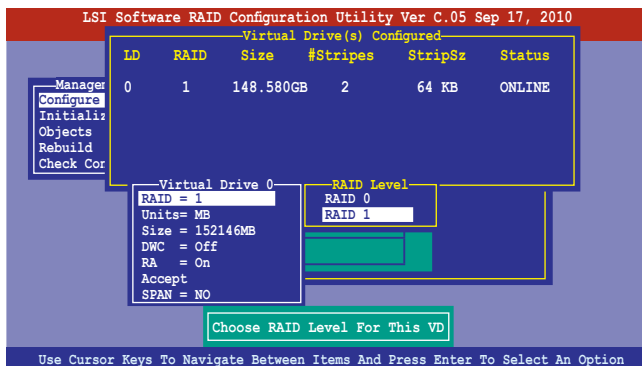 LSI Software RAID Configuration Utility Ver C.05 Sep 17, 2010
Virtual Drive(s) Configured
LD RAID Size #Stripes StripSz Status
0 1 148.580GB 2 64 KB ONLINE
Configure
Objects
Rebuild
Virtual Drive 0
RAID = 1
Units= MB
Size = 152146MB
DWC = Off
RA = On
Accept
SPAN = NO
RAID Level
RAID 0
RAID 1
Choose RAID Level For This VD
Use Cursor Keys To Navigate Between Items And Press Enter To Select An Option